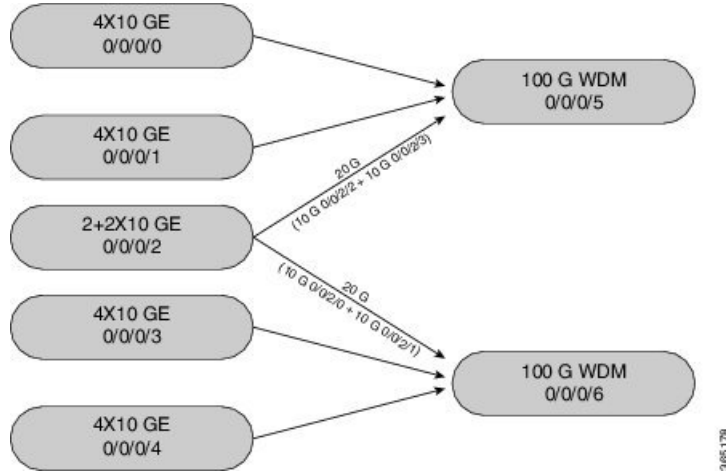 4X10 GE
0/0/0/0
4X10 GE
0/0/0/1
2+2X10 GE
0/0/0/2
4X10 GE
0/0/0/3
4X10 GE
0/0/0/4
20 G
(10 G 0/0/2/2 + 10 G 0/0/2/3)
20 G
(10 G 0/0/2/0 + 10 G 0/0/2/1)
100 G WDM
0/0/0/5
100 G WDM
0/0/0/6